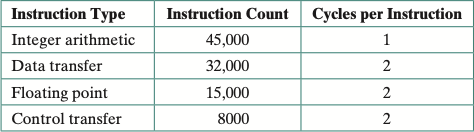 Instruction Type Instruction Count Cycles per Instruction
Integer arithmetic 45,000 1
Data transfer 32,000 2
Floating point 15,000 2
Control transfer 8000 2